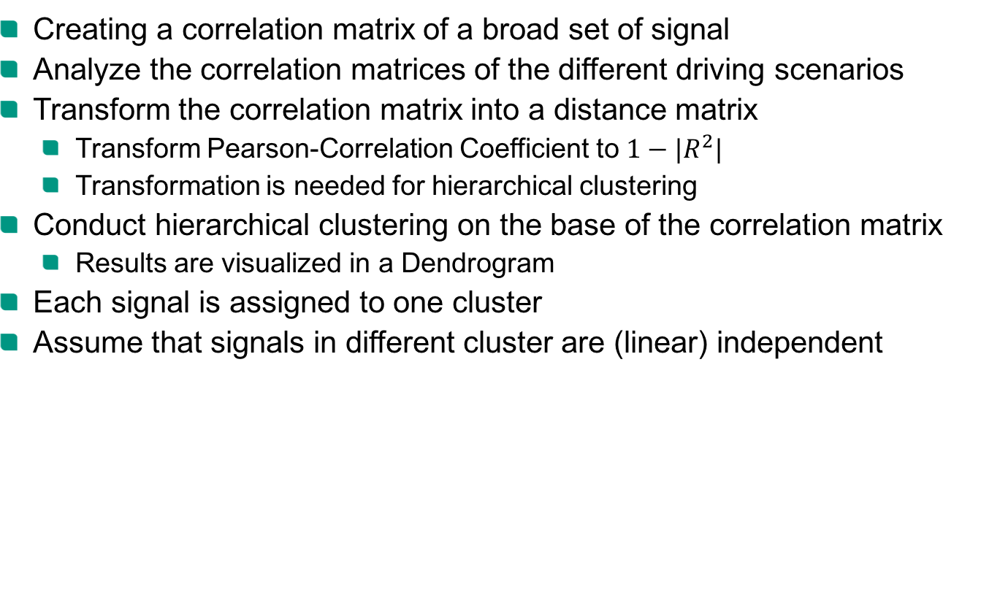 Creating a correlation matrix of a broad set of signal
Analyze the correlation matrices of the different driving scenarios
Transform the correlation matrix into a distance matrix
Transform Pearson-Correlation Coefficient to 1 − |R²|
Transformation is needed for hierarchical clustering
Conduct hierarchical clustering on the base of the correlation matrix
Results are visualized in a Dendrogram
Each signal is assigned to one cluster
Assume that signals in different cluster are (linear) independent